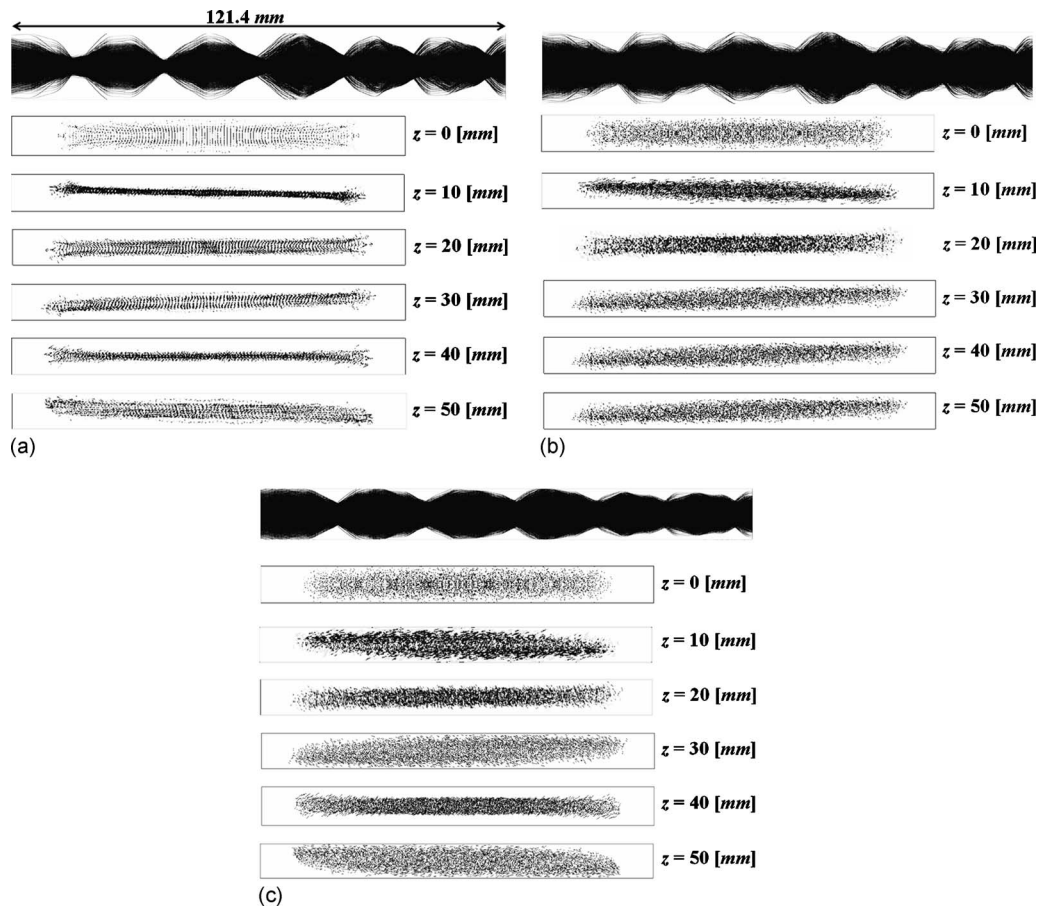 121.4 mm
z = 0 [mm]
z = 10 [mm]
z = 20 [mm]
z = 30 [mm]
z = 40 [mm]
z = 50 [mm]
(a)
z = 0 [mm]
z = 10 [mm]
z = 20 [mm]
z = 30 [mm]
z = 40 [mm]
z = 50 [mm]
(b)
z = 0 [mm]
z = 10 [mm]
z = 20 [mm]
z = 30 [mm]
z = 40 [mm]
z = 50 [mm]
(c)